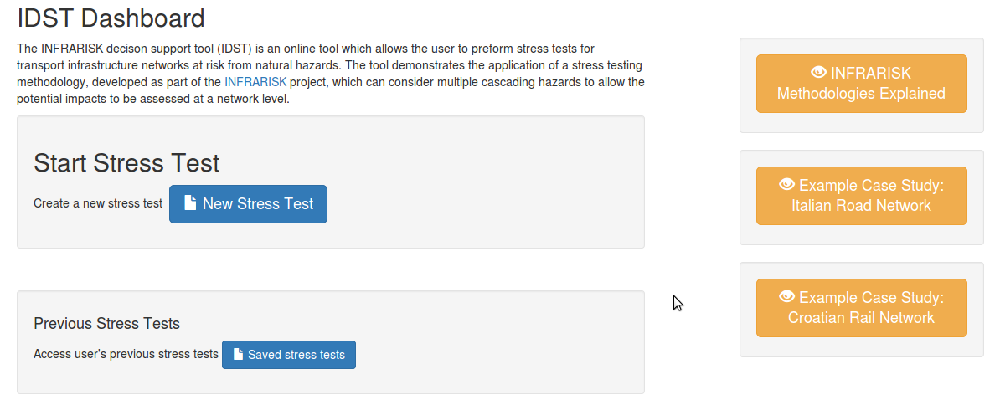 IDST Dashboard
The INFRARISK decison support tool (IDST) is an online tool which allows the user to preform stress tests for
transport infrastructure networks at risk from natural hazards. The tool demonstrates the application of a stress testing
methodology, developed as part of the INFRARISK project, which can consider multiple cascading hazards to allow the
potential impacts to be assessed at a network level.
Start Stress Test
Create a new stress test New Stress Test
Previous Stress Tests
Access user's previous stress tests Saved stress tests
INFRARISK
Methodologies Explained
Example Case Study:
Italian Road Network
Example Case Study:
Croatian Rail Network